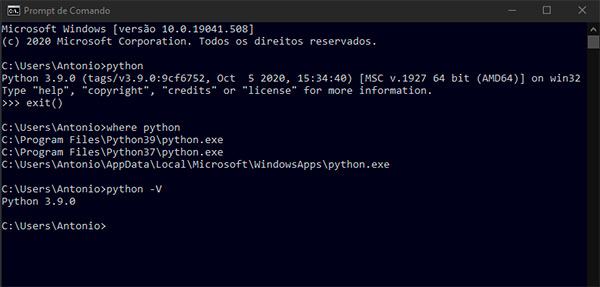 Prompt de Comando
Microsoft Windows [versão 10.0.19041.508]
(c) 2020 Microsoft Corporation. Todos os direitos reservados.
C:\Users\Antonio>python
Python 3.9.0 (tags/v3.9.0:9cf6752, Oct  5 2020, 15:34:40) [MSC v.1927 64 bit (AMD64)] on win32
Type "help", "copyright", "credits" or "license" for more information.
>>> exit()
C:\Users\Antonio>where python
C:\Program Files\Python39\python.exe
C:\Program Files\Python37\python.exe
C:\Users\Antonio\AppData\Local\Microsoft\WindowsApps\python.exe
C:\Users\Antonio>python -V
Python 3.9.0
C:\Users\Antonio>